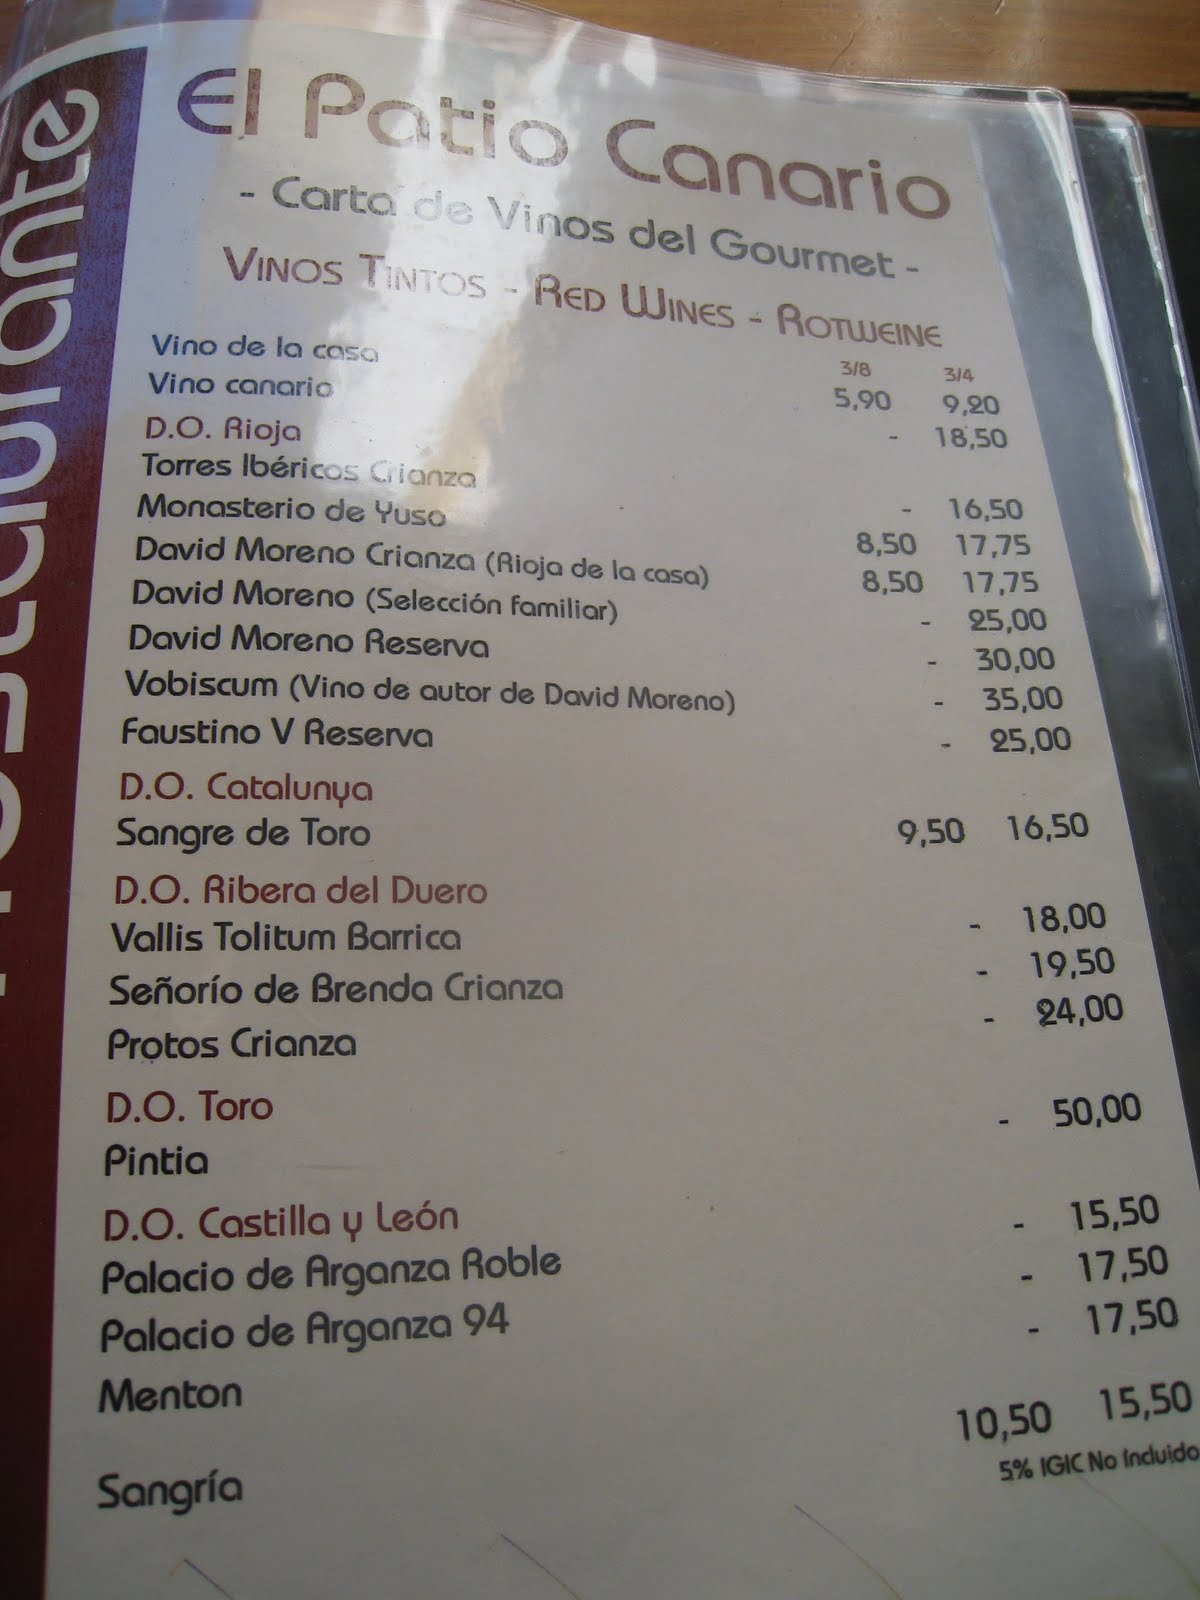 Restaurante
El Patio Canario
- Carta de Vinos del Gourmet -
Vinos Tintos - Red Wines - Rotweine
3/8 3/4
Vino de la casa 5,90 9,20
Vino canario - 18,50
D.O. Rioja
Torres Ibéricos Crianza - 16,50
Monasterio de Yuso 8,50 17,75
David Moreno Crianza (Rioja de la casa) 8,50 17,75
David Moreno (Selección familiar) - 25,00
David Moreno Reserva - 30,00
Vobiscum (Vino de autor de David Moreno) - 35,00
Faustino V Reserva - 25,00
D.O. Catalunya
Sangre de Toro 9,50 16,50
D.O. Ribera del Duero
Vallis Tolitum Barrica - 18,00
Señorío de Brenda Crianza - 19,50
Protos Crianza - 24,00
D.O. Toro
Pintia - 50,00
D.O. Castilla y León
Palacio de Arganza Roble - 15,50
Palacio de Arganza 94 - 17,50
Menton - 17,50
Sangría 10,50 15,50
5% IGIC No Incluido